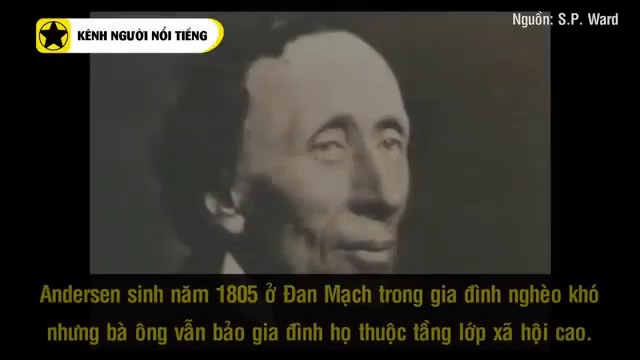 KÊNH NGƯỜI NỔI TIẾNG
Nguồn: S.P. Ward
Andersen sinh năm 1805 ở Đan Mạch trong gia đình nghèo khó
nhưng bà ông vẫn bảo gia đình họ thuộc tầng lớp xã hội cao.